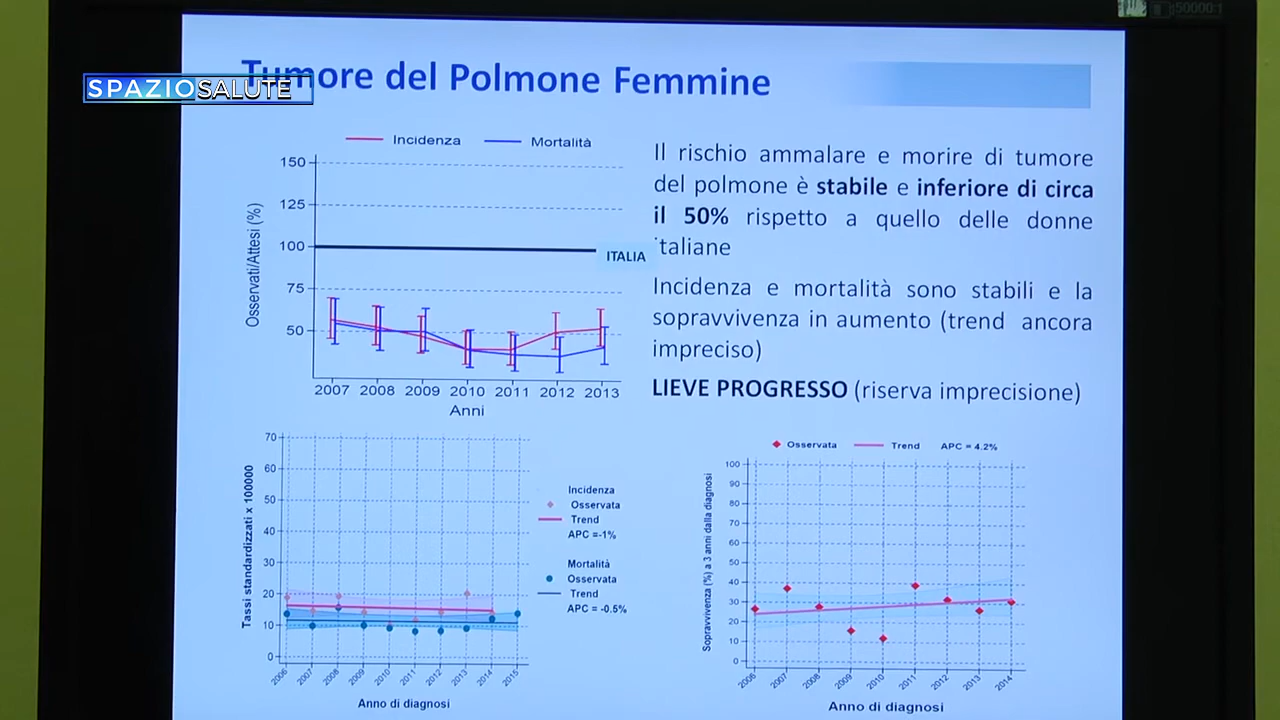 50000:1
Tumore del Polmone Femmine
SPAZIOSALUTE
Incidenza Mortalità
150
125
100
75
50
Osservati/Attesi (%)
ITALIA
2007 2008 2009 2010 2011 2012 2013
Anni
Il rischio ammalare e morire di tumore
del polmone è stabile e inferiore di circa
il 50% rispetto a quello delle donne
italiane
Incidenza e mortalità sono stabili e la
sopravvivenza in aumento (trend ancora
impreciso)
LIEVE PROGRESSO (riserva imprecisione)
70
60
50
40
30
20
10
0
Tassi standardizzati x 100000
2006 2007 2008 2009 2010 2011 2012 2013 2014 2015
Anno di diagnosi
Incidenza
Osservata
Trend
APC =-1%
Mortalità
Osservata
Trend
APC = -0.5%
Osservata Trend APC = 4.2%
100
90
80
70
60
50
40
30
20
10
0
Sopravvivenza (%) a 3 anni dalla diagnosi
2006 2007 2008 2009 2010 2011 2012 2013 2014
Anno di diagnosi